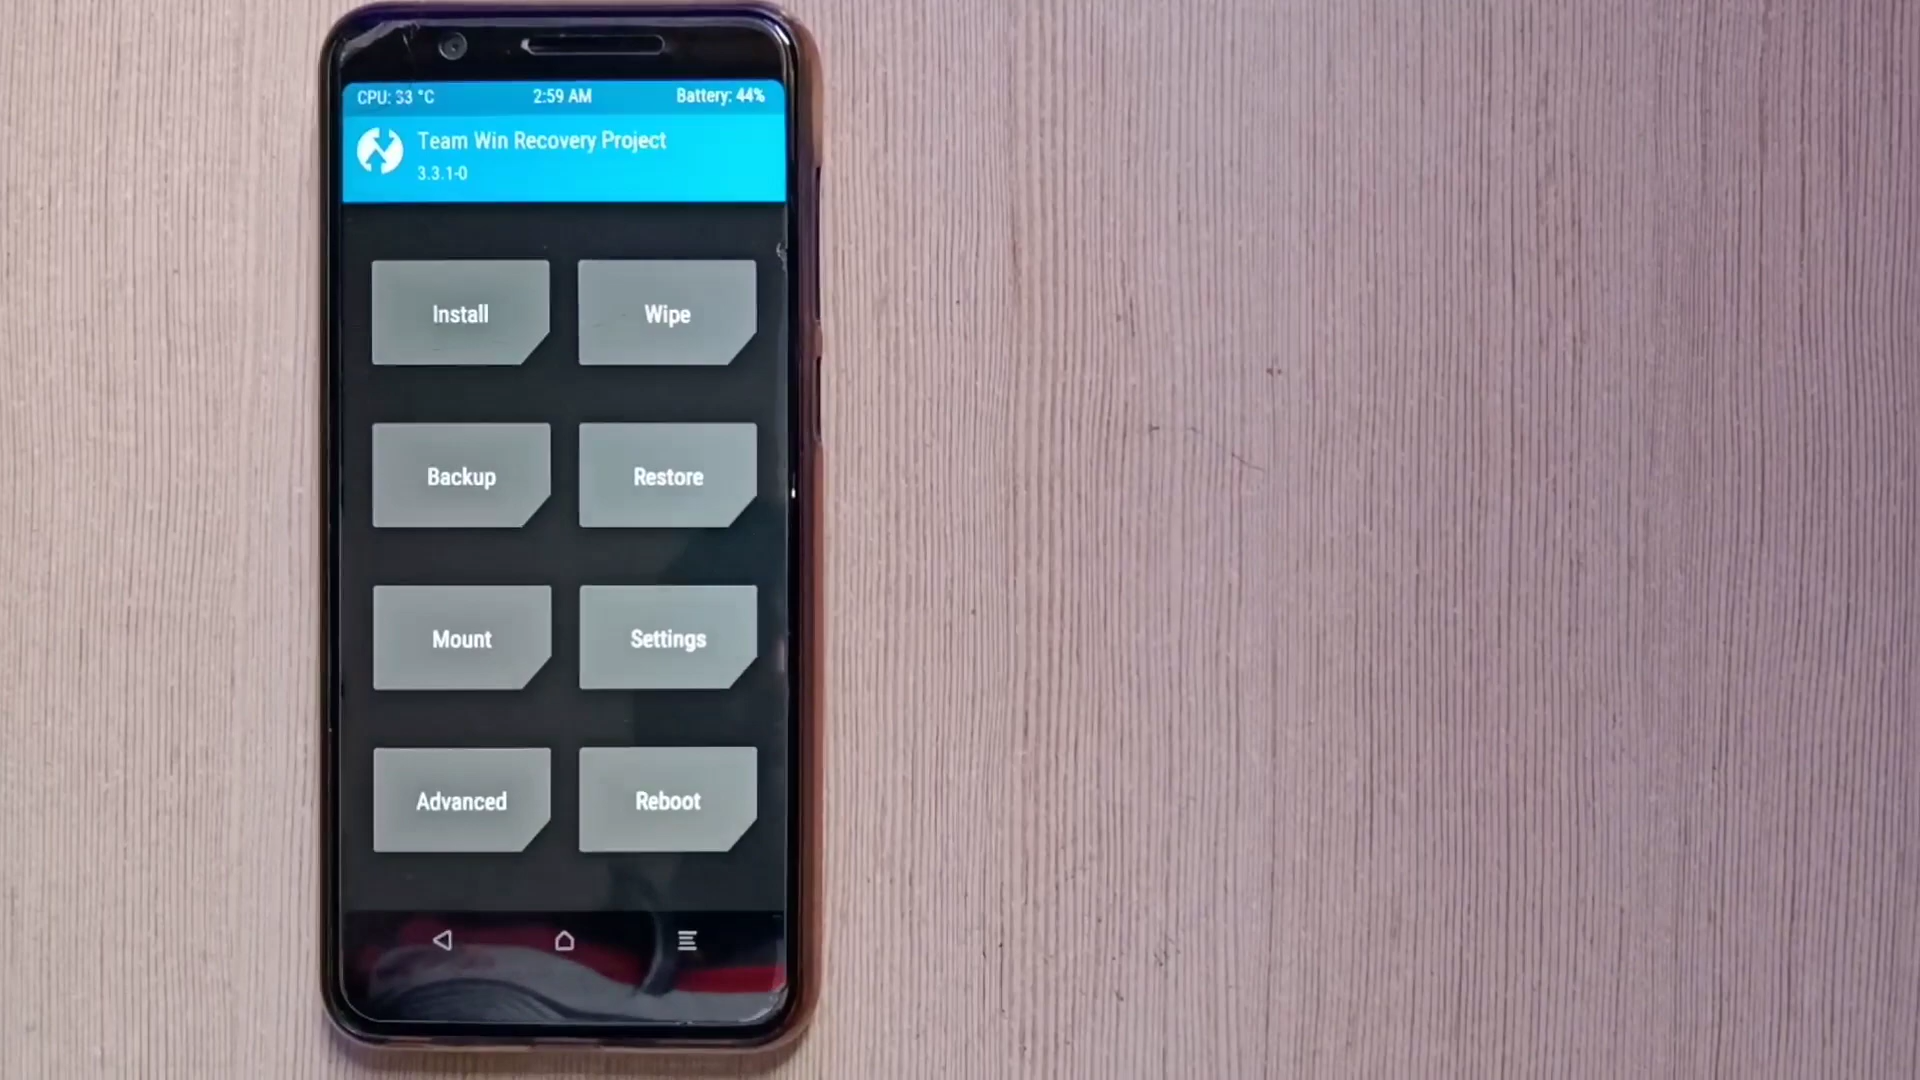 CPU: 33 °C 2:59 AM Battery: 44%
Team Win Recovery Project
3.3.1-0
Install Wipe
Backup Restore
Mount Settings
Advanced Reboot